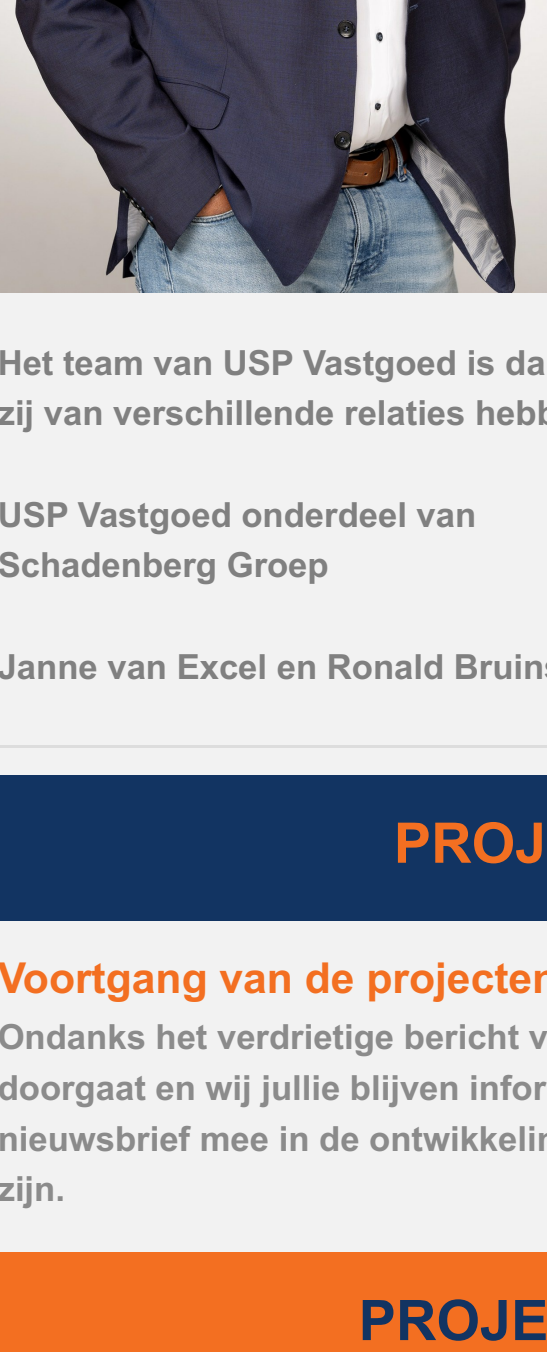 Het team van USP Vastgoed is da
zij van verschillende relaties hebb
USP Vastgoed onderdeel van
Schadenberg Groep
Janne van Excel en Ronald Bruins
PROJ
Voortgang van de projecten
Ondanks het verdrietige bericht v
doorgaat en wij jullie blijven infor
nieuwsbrief mee in de ontwikkelin
zijn.
PROJE